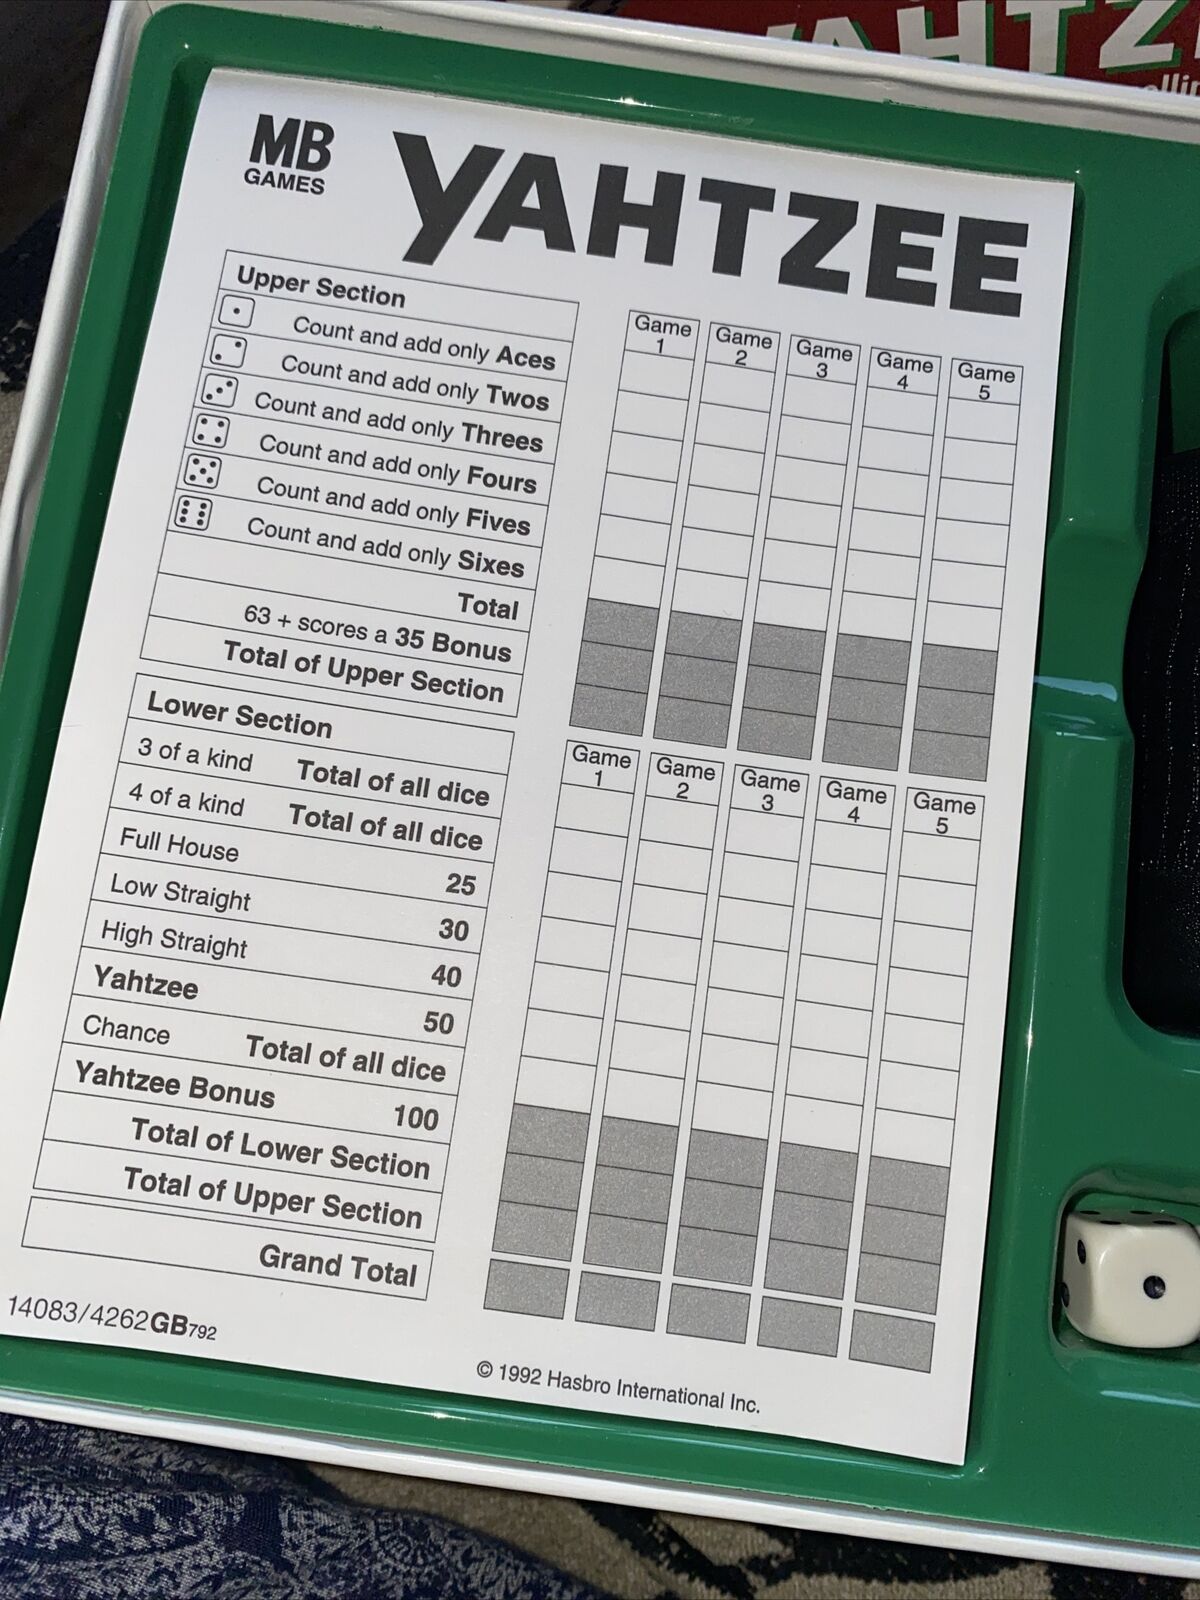 YAHTZ
MB
GAMES
YAHTZEE
Upper Section
Count and add only Aces
Count and add only Twos
Count and add only Threes
Count and add only Fours
Count and add only Fives
Count and add only Sixes
Total
63 + scores a 35 Bonus
Total of Upper Section
Game 1
Game 2
Game 3
Game 4
Game 5
Lower Section
3 of a kind Total of all dice
4 of a kind Total of all dice
Full House 25
Low Straight 30
High Straight 40
Yahtzee 50
Chance Total of all dice
Yahtzee Bonus 100
Total of Lower Section
Total of Upper Section
Grand Total
Game 1
Game 2
Game 3
Game 4
Game 5
14083/4262GB792
© 1992 Hasbro International Inc.